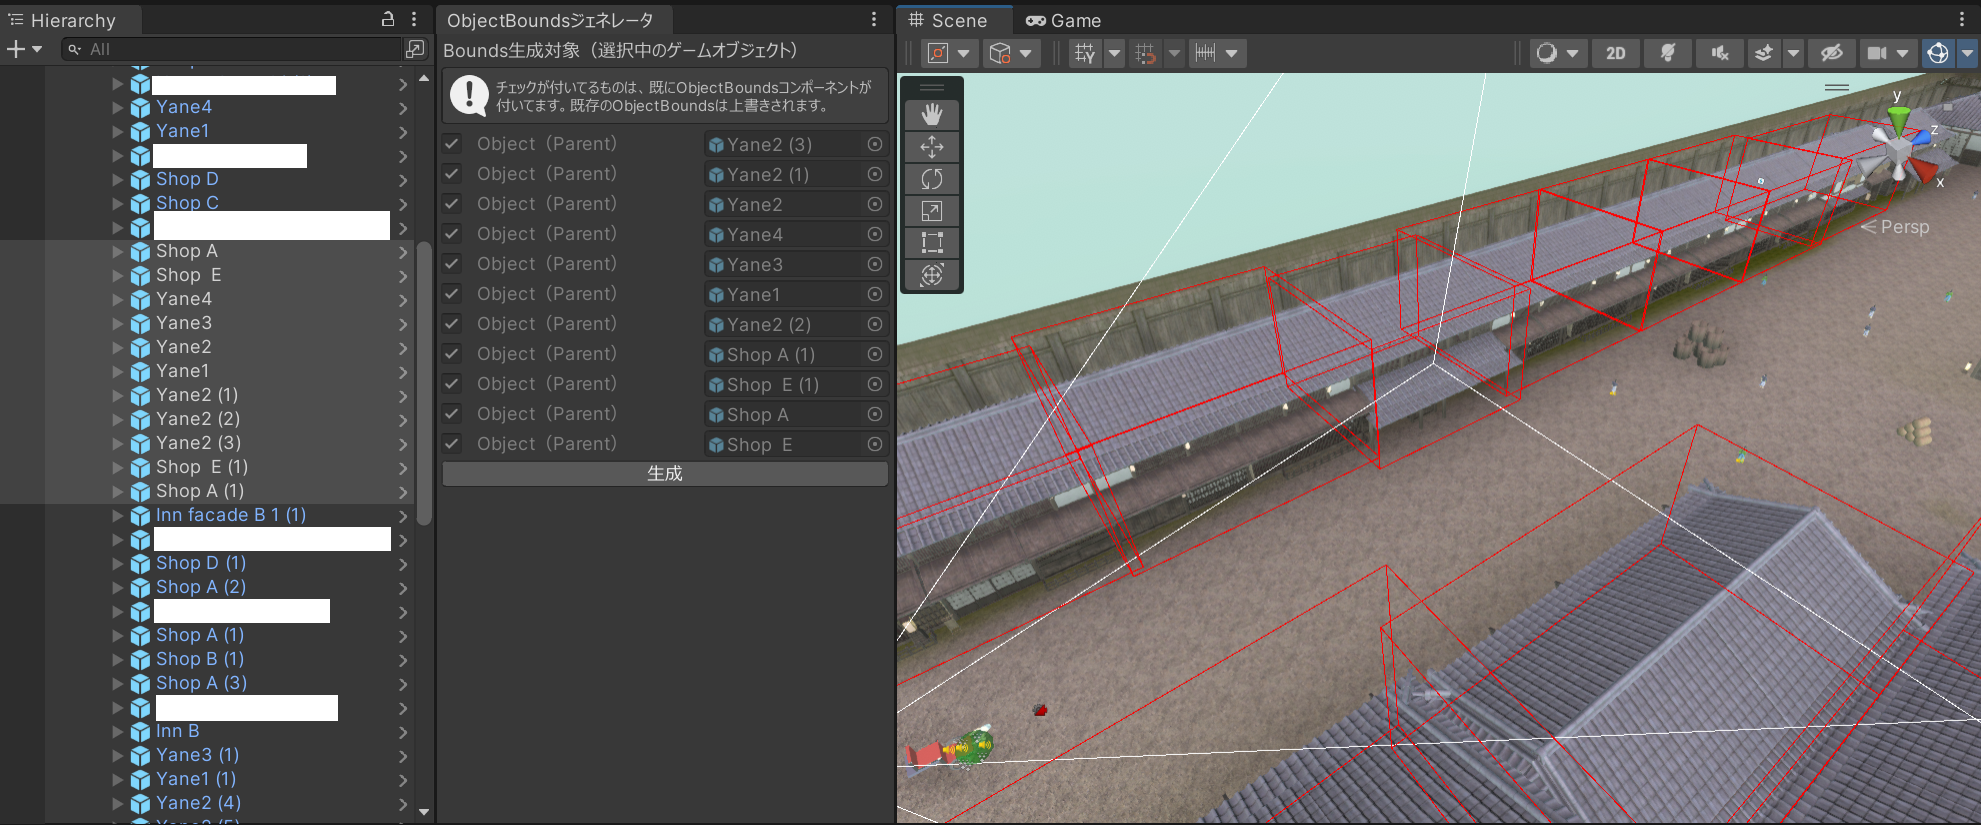 Hierarchy
All
Yane4
Yane1
Shop D
Shop C
Shop A
Shop  E
Yane4
Yane3
Yane2
Yane1
Yane2 (1)
Yane2 (2)
Yane2 (3)
Shop  E (1)
Shop A (1)
Inn facade B 1 (1)
Shop D (1)
Shop A (2)
Shop A (1)
Shop B (1)
Shop A (3)
Inn B
Yane3 (1)
Yane1 (1)
Yane2 (4)
ObjectBoundsジェネレータ
Bounds生成対象（選択中のゲームオブジェクト）
チェックが付いてるものは、既にObjectBoundsコンポーネントが
付いてます。既存のObjectBoundsは上書きされます。
Object（Parent） Yane2 (3)
Object（Parent） Yane2 (1)
Object（Parent） Yane2
Object（Parent） Yane4
Object（Parent） Yane3
Object（Parent） Yane1
Object（Parent） Yane2 (2)
Object（Parent） Shop A (1)
Object（Parent） Shop  E (1)
Object（Parent） Shop A
Object（Parent） Shop  E
生成
Scene Game
2D
y
z
x
Persp